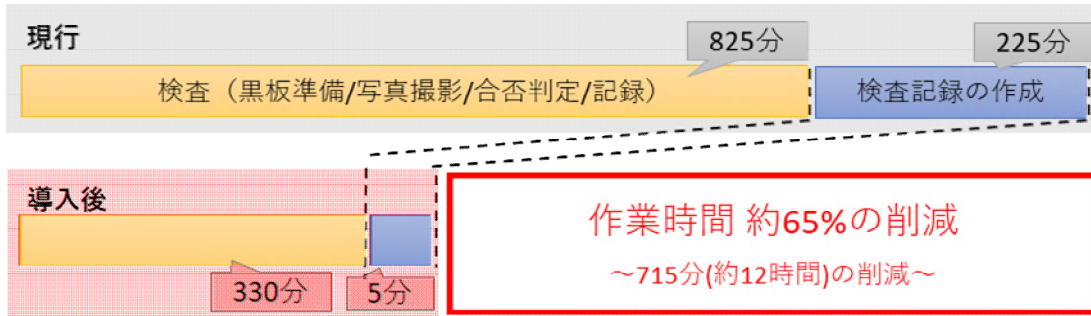 現行
825分
225分
検査（黒板準備/写真撮影/合否判定/記録）
検査記録の作成
導入後
330分
5分
作業時間 約65%の削減
～715分(約12時間)の削減～